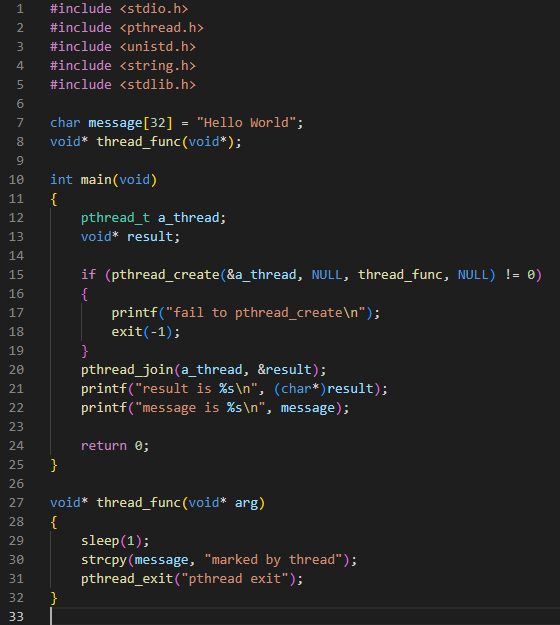 1 #include <stdio.h>
2 #include <pthread.h>
3 #include <unistd.h>
4 #include <string.h>
5 #include <stdlib.h>
6
7 char message[32] = "Hello World";
8 void* thread_func(void*);
9
10 int main(void)
11 {
12     pthread_t a_thread;
13     void* result;
14
15     if (pthread_create(&a_thread, NULL, thread_func, NULL) != 0)
16     {
17         printf("fail to pthread_create\n");
18         exit(-1);
19     }
20     pthread_join(a_thread, &result);
21     printf("result is %s\n", (char*)result);
22     printf("message is %s\n", message);
23
24     return 0;
25 }
26
27 void* thread_func(void* arg)
28 {
29     sleep(1);
30     strcpy(message, "marked by thread");
31     pthread_exit("pthread exit");
32 }
33